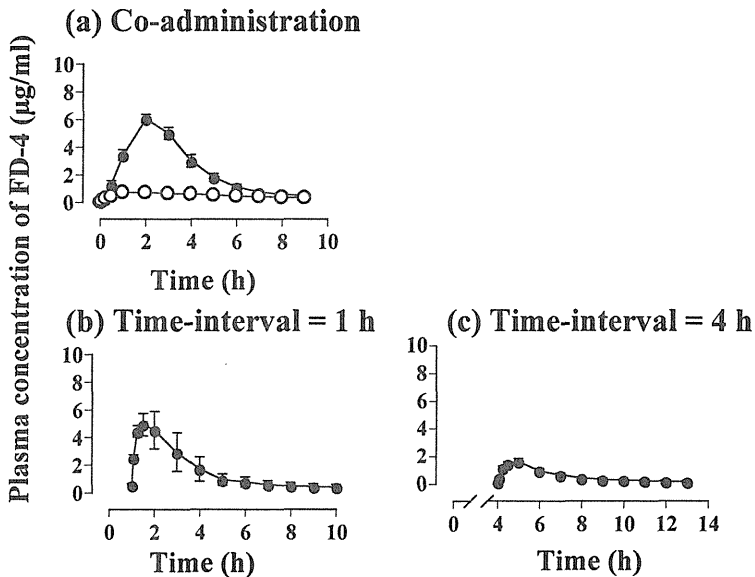 (a) Co-administration
Plasma concentration of FD-4 (μg/ml)
10
8
6
4
2
0
0 2 4 6 8 10
Time (h)
(b) Time-interval = 1 h
10
8
6
4
2
0
0 2 4 6 8 10
Time (h)
(c) Time-interval = 4 h
10
8
6
4
2
0
0 4 6 8 10 12 14
Time (h)